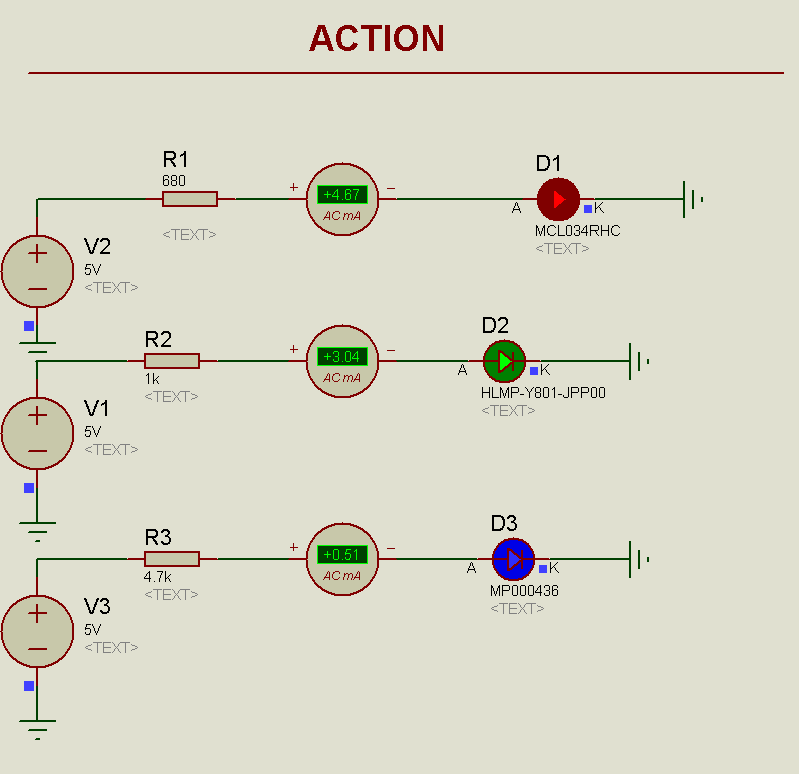 ACTION
R1
680
<TEXT>
+
+4.67
AC mA
−
D1
A
K
MCL034RHC
<TEXT>
V2
5V
<TEXT>
R2
1k
<TEXT>
+
+3.04
AC mA
−
D2
A
K
HLMP-Y801-JPP00
<TEXT>
V1
5V
<TEXT>
R3
4.7k
<TEXT>
+
+0.51
AC mA
−
D3
A
K
MP000436
<TEXT>
V3
5V
<TEXT>